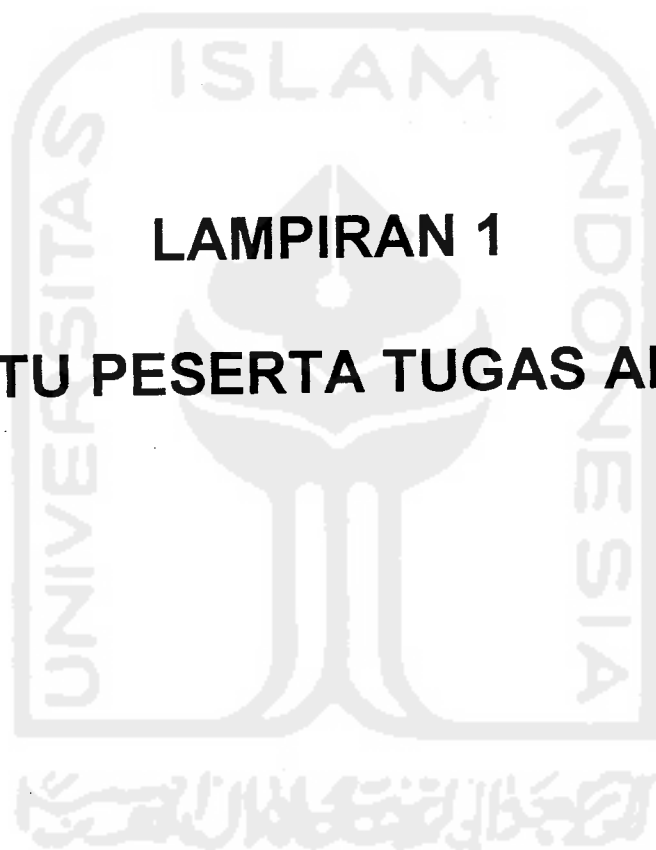 UNIVERSITAS
ISLAM
INDONESIA
LAMPIRAN 1
TU PESERTA TUGAS